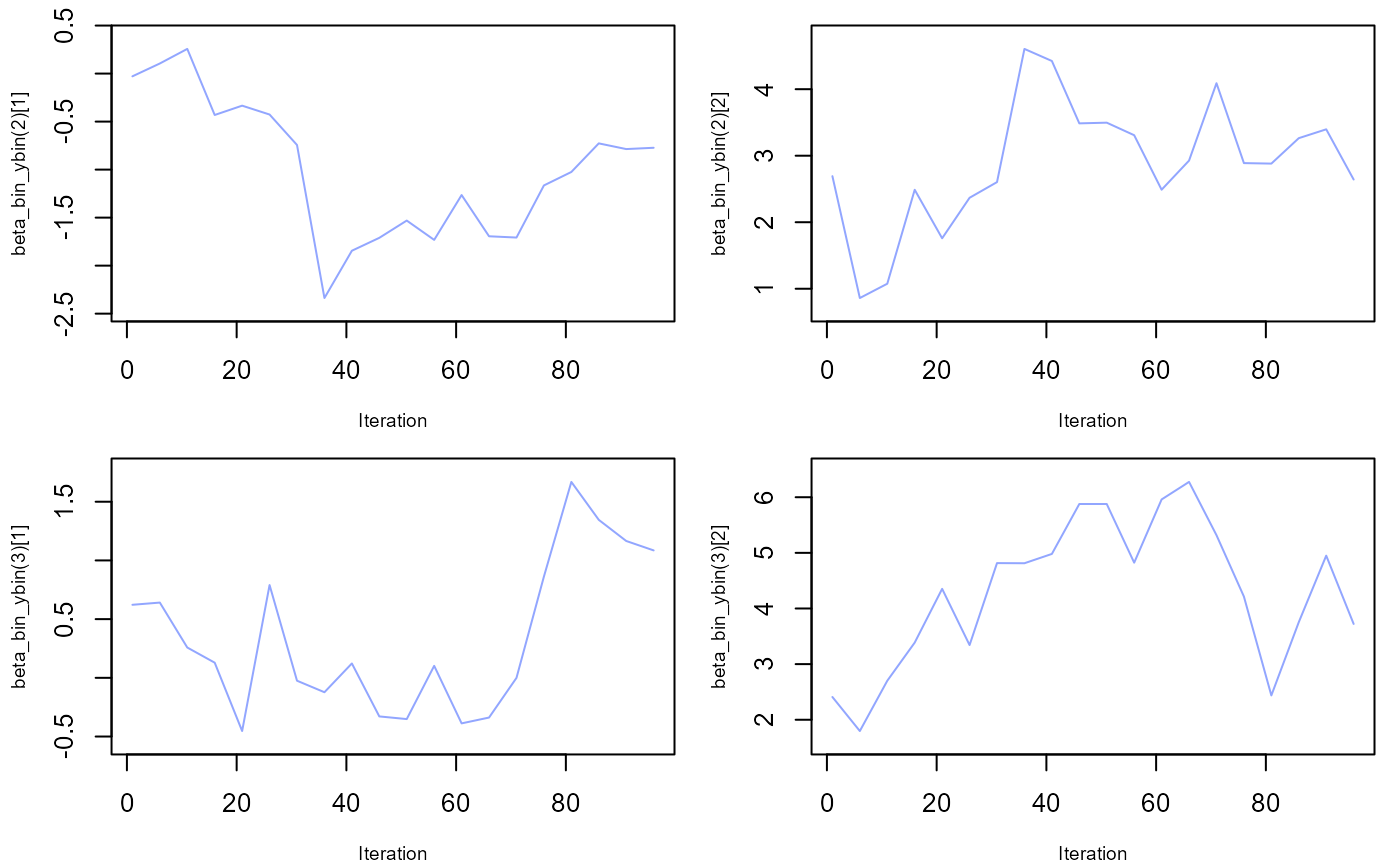 beta_bin_ybin(2)[1]
0.5
-0.5
-1.5
-2.5
0 20 40 60 80
Iteration
beta_bin_ybin(2)[2]
4
3
2
1
0 20 40 60 80
Iteration
beta_bin_ybin(3)[1]
1.5
0.5
-0.5
0 20 40 60 80
Iteration
beta_bin_ybin(3)[2]
6
5
4
3
2
0 20 40 60 80
Iteration